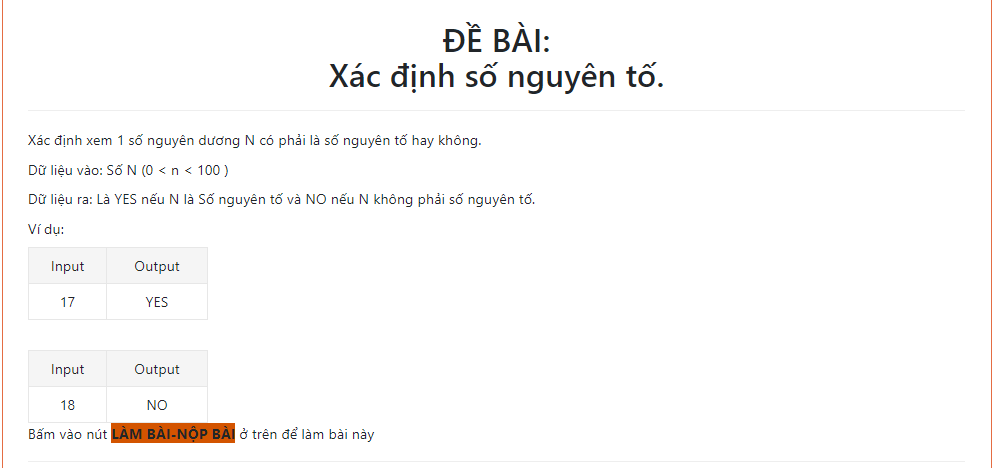 ĐỀ BÀI:
Xác định số nguyên tố.
Xác định xem 1 số nguyên dương N có phải là số nguyên tố hay không.
Dữ liệu vào: Số N (0 < n < 100 )
Dữ liệu ra: Là YES nếu N là Số nguyên tố và NO nếu N không phải số nguyên tố.
Ví dụ:
Input Output
17 YES
Input Output
18 NO
Bấm vào nút LÀM BÀI-NỘP BÀI ở trên để làm bài này